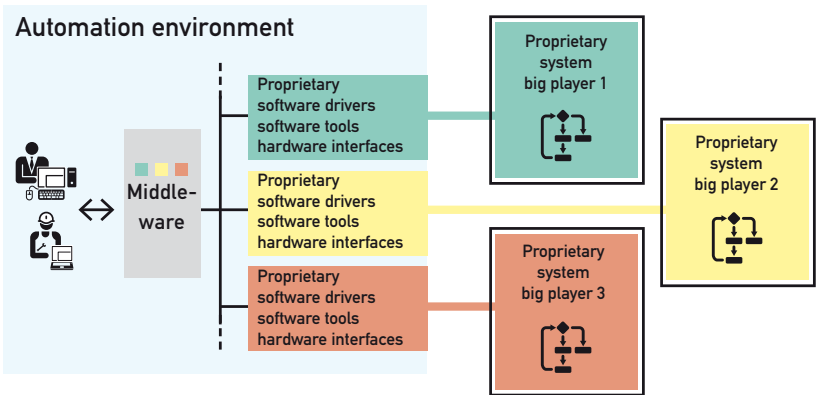 Automation environment
Middle-
ware
Proprietary
software drivers
software tools
hardware interfaces
Proprietary
software drivers
software tools
hardware interfaces
Proprietary
software drivers
software tools
hardware interfaces
Proprietary
system
big player 1
Proprietary
system
big player 2
Proprietary
system
big player 3